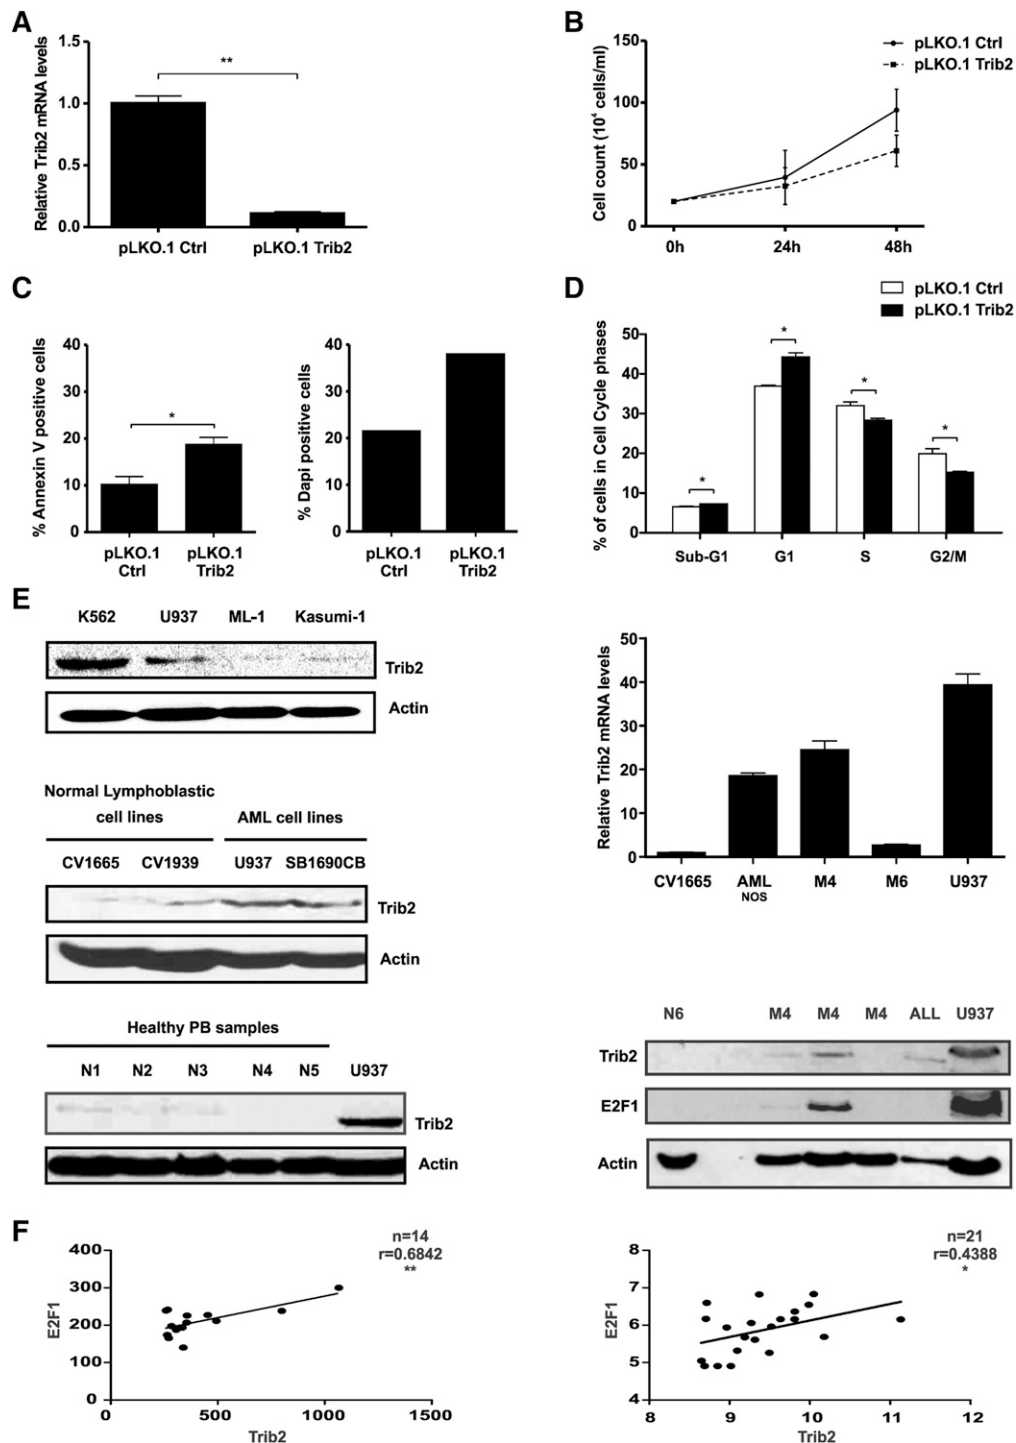 A
Relative Trib2 mRNA levels
1.5
1.0
0.5
0.0
**
pLKO.1 Ctrl
pLKO.1 Trib2
B
Cell count (10⁴ cells/ml)
150
100
50
0
0h
24h
48h
pLKO.1 Ctrl
pLKO.1 Trib2
C
% Annexin V positive cells
40
30
20
10
0
*
pLKO.1
Ctrl
pLKO.1
Trib2
% Dapi positive cells
40
30
20
10
0
pLKO.1
Ctrl
pLKO.1
Trib2
D
pLKO.1 Ctrl
pLKO.1 Trib2
% of cells in Cell Cycle phases
50
40
30
20
10
0
*
*
*
*
Sub-G1
G1
S
G2/M
E
K562 U937 ML-1 Kasumi-1
Trib2
Actin
Normal Lymphoblastic
cell lines
AML cell lines
CV1665 CV1939 U937 SB1690CB
Trib2
Actin
Healthy PB samples
N1 N2 N3 N4 N5 U937
Trib2
Actin
Relative Trib2 mRNA levels
50
40
30
20
10
0
CV1665
AML
NOS
M4
M6
U937
N6 M4 M4 M4 ALL U937
Trib2
E2F1
Actin
F
E2F1
400
300
200
100
0
0 500 1000 1500
Trib2
n=14
r=0.6842
**
E2F1
8
7
6
5
4
8 9 10 11 12
Trib2
n=21
r=0.4388
*